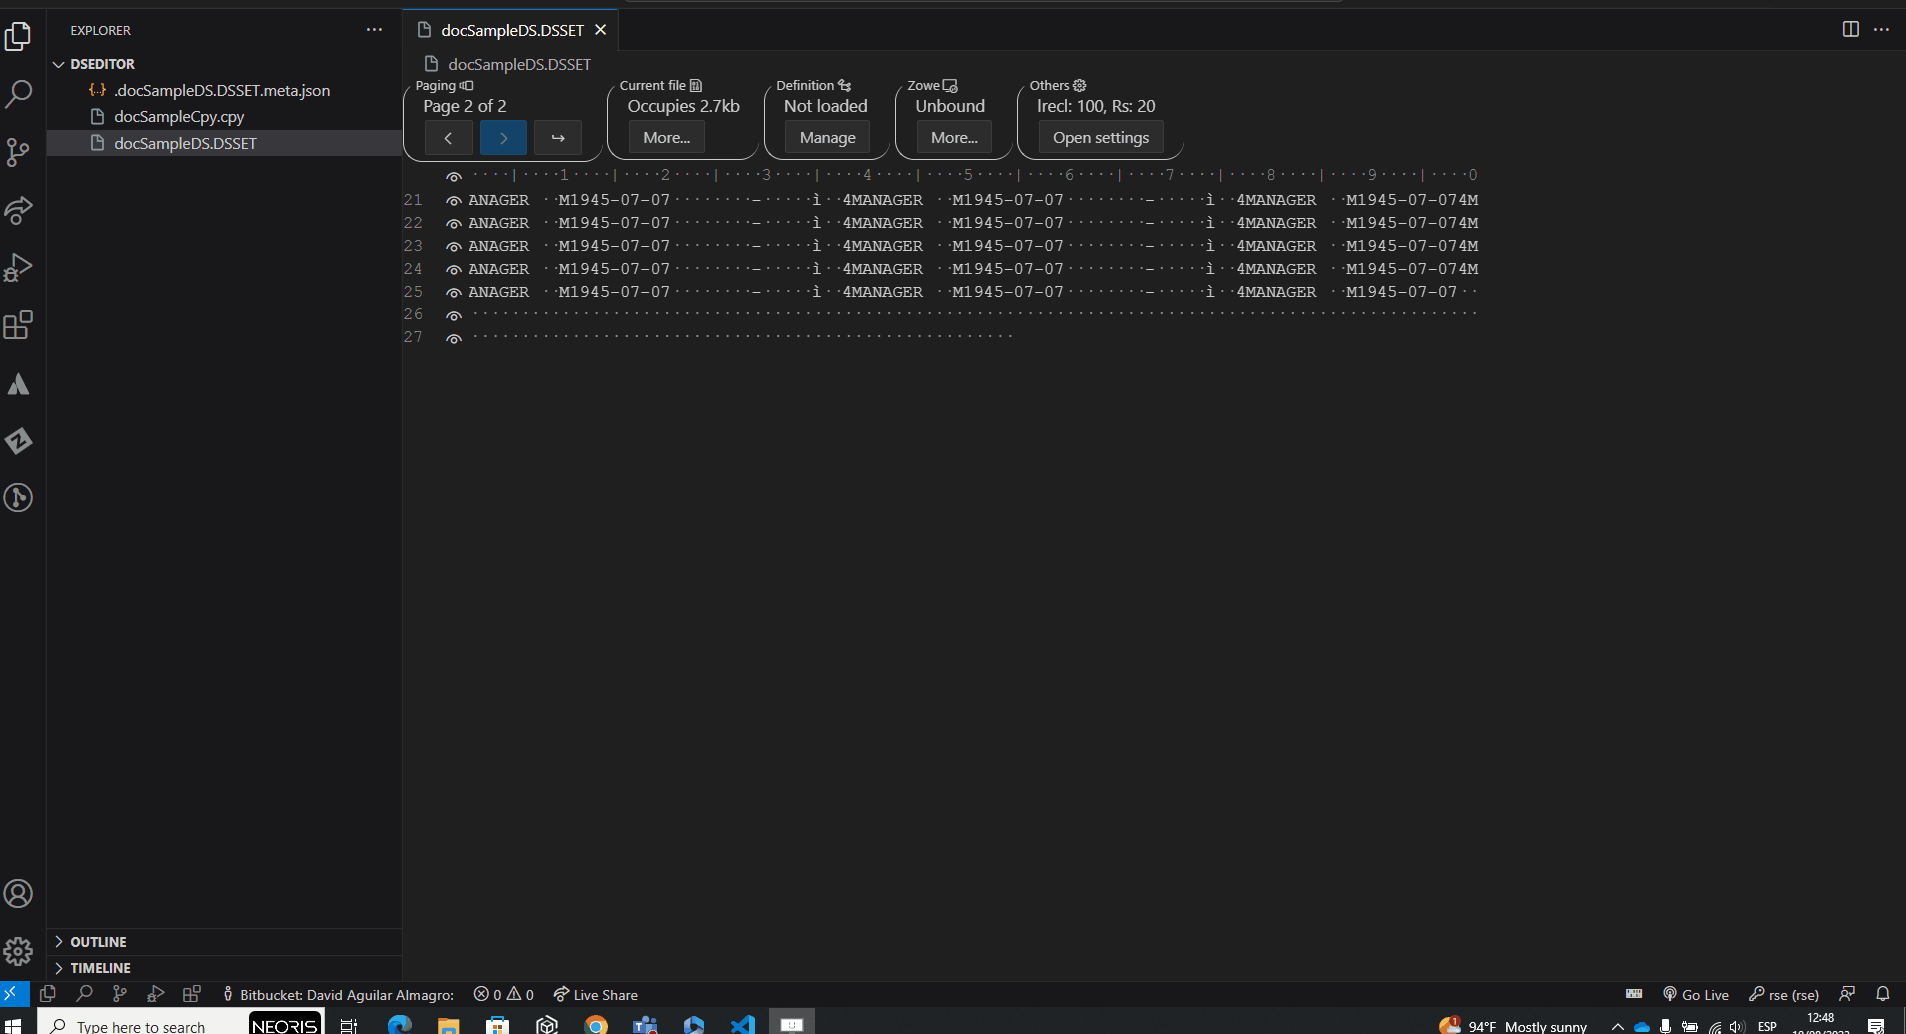 EXPLORER
DSEDITOR
{..} .docSampleDS.DSSET.meta.json
docSampleCpy.cpy
docSampleDS.DSSET
OUTLINE
TIMELINE
docSampleDS.DSSET
docSampleDS.DSSET
Paging
Page 2 of 2
Current file
Occupies 2.7kb
More...
Definition
Not loaded
Manage
Zowe
Unbound
More...
Others
lrecl: 100, Rs: 20
Open settings
····|····1····|····2····|····3····|····4····|····5····|····6····|····7····|····8····|····9····|····0
21 ANAGER ··M1945-07-07········-·····ì··4MANAGER ··M1945-07-07········-·····ì··4MANAGER ··M1945-07-074M
22 ANAGER ··M1945-07-07········-·····ì··4MANAGER ··M1945-07-07········-·····ì··4MANAGER ··M1945-07-074M
23 ANAGER ··M1945-07-07········-·····ì··4MANAGER ··M1945-07-07········-·····ì··4MANAGER ··M1945-07-074M
24 ANAGER ··M1945-07-07········-·····ì··4MANAGER ··M1945-07-07········-·····ì··4MANAGER ··M1945-07-074M
25 ANAGER ··M1945-07-07········-·····ì··4MANAGER ··M1945-07-07········-·····ì··4MANAGER ··M1945-07-07··
26
27
Bitbucket: David Aguilar Almagro: 0 0 Live Share
Go Live rse (rse)
Type here to search NEORIS
94°F Mostly sunny ESP 12:48